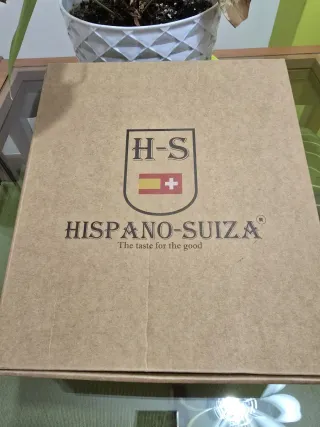 H-S
HISPANO-SUIZA®
The taste for the good